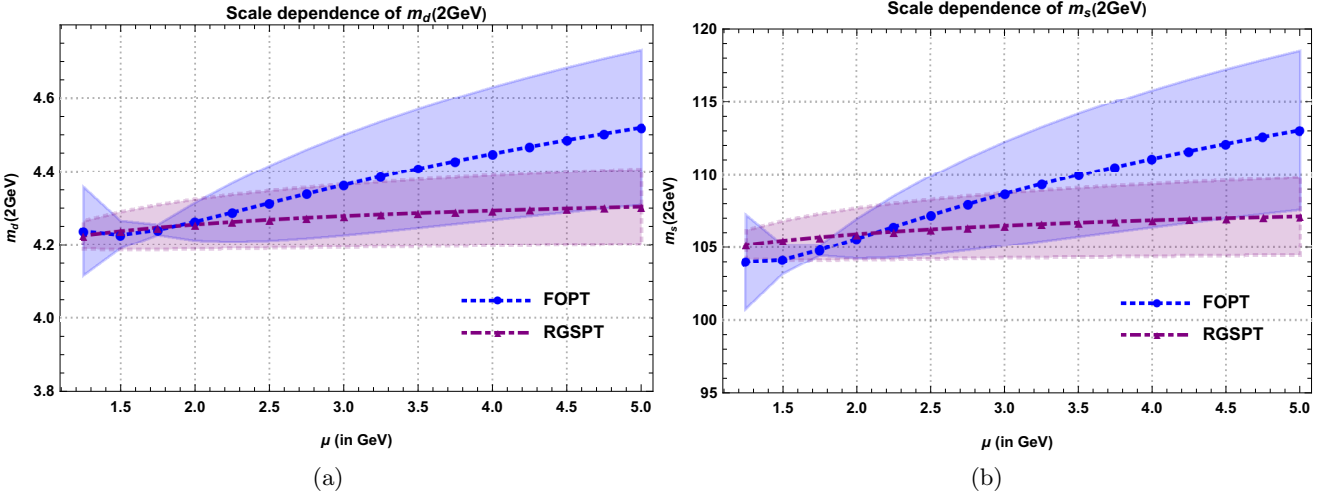 Scale dependence of m_d(2GeV)
m_d(2GeV)
4.6
4.4
4.2
4.0
3.8
FOPT
RGSPT
1.5 2.0 2.5 3.0 3.5 4.0 4.5 5.0
μ (in GeV)
(a)
Scale dependence of m_s(2GeV)
m_s(2GeV)
120
115
110
105
100
95
FOPT
RGSPT
1.5 2.0 2.5 3.0 3.5 4.0 4.5 5.0
μ (in GeV)
(b)